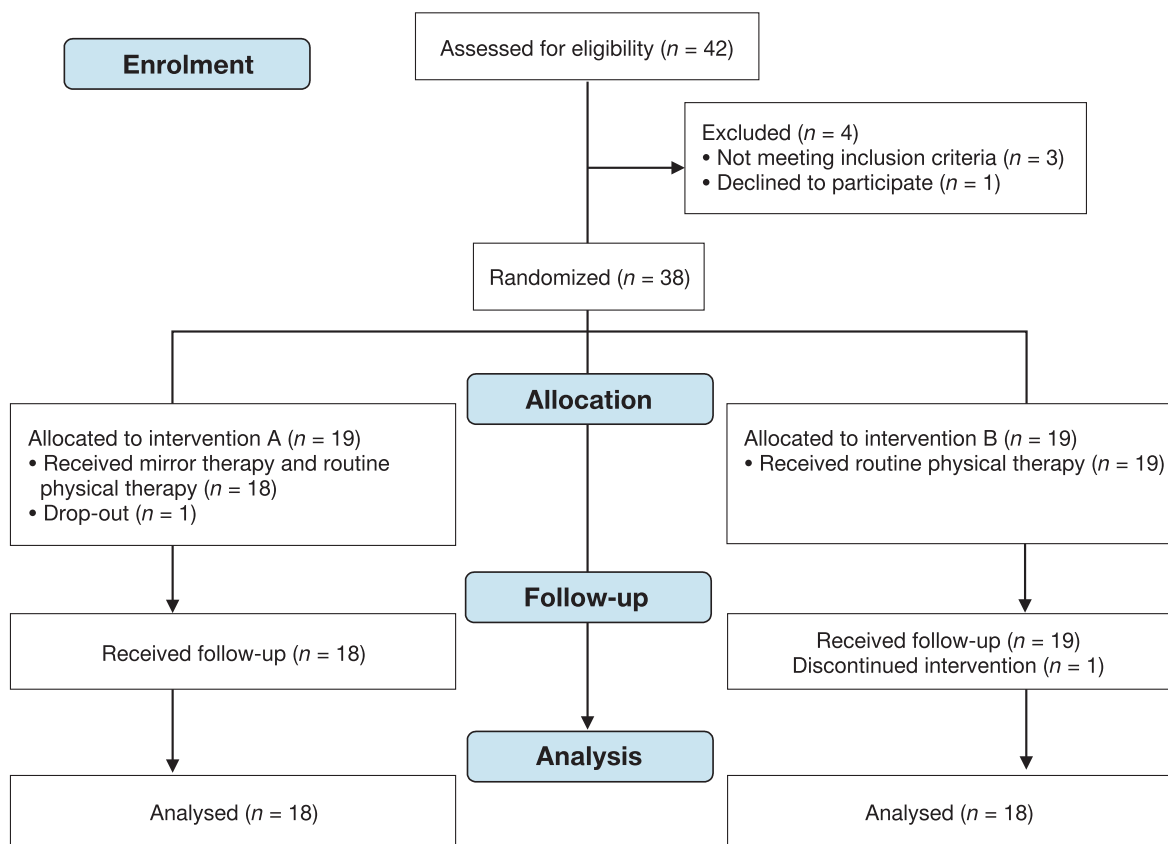 Enrolment
Assessed for eligibility (n = 42)
Excluded (n = 4)
• Not meeting inclusion criteria (n = 3)
• Declined to participate (n = 1)
Randomized (n = 38)
Allocation
Allocated to intervention A (n = 19)
• Received mirror therapy and routine
physical therapy (n = 18)
• Drop-out (n = 1)
Allocated to intervention B (n = 19)
• Received routine physical therapy (n = 19)
Follow-up
Received follow-up (n = 18)
Received follow-up (n = 19)
Discontinued intervention (n = 1)
Analysis
Analysed (n = 18)
Analysed (n = 18)